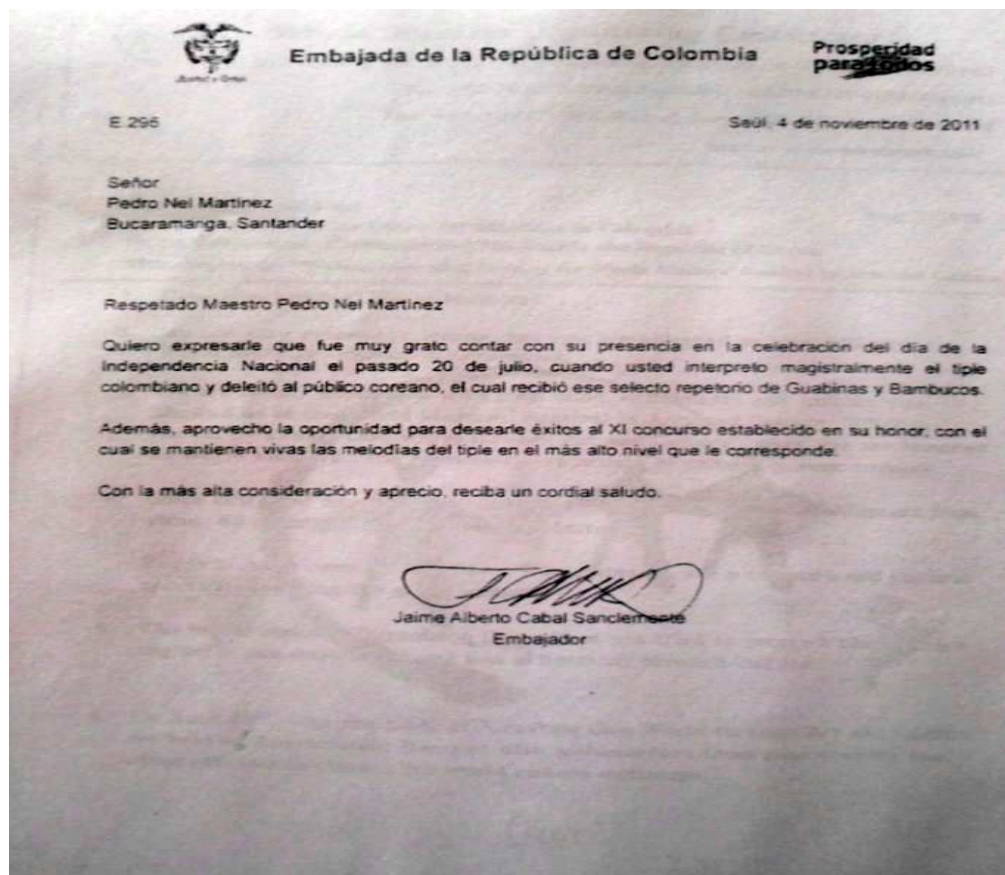 Embajada de la República de Colombia
Prosperidad
para todos
E.296
Seúl, 4 de noviembre de 2011
Señor
Pedro Nel Martinez
Bucaramanga, Santander
Respetado Maestro Pedro Nel Martinez
Quiero expresarle que fue muy grato contar con su presencia en la celebración del día de la
Independencia Nacional el pasado 20 de julio, cuando usted interpreto magistralmente el tiple
colombiano y deleitó al público coreano, el cual recibió ese selecto repetorio de Guabinas y Bambucos.
Además, aprovecho la oportunidad para desearle éxitos al XI concurso establecido en su honor, con el
cual se mantienen vivas las melodías del tiple en el más alto nivel que le corresponde.
Con la más alta consideración y aprecio, reciba un cordial saludo.
Jaime Alberto Cabal Sanclemente
Embajador